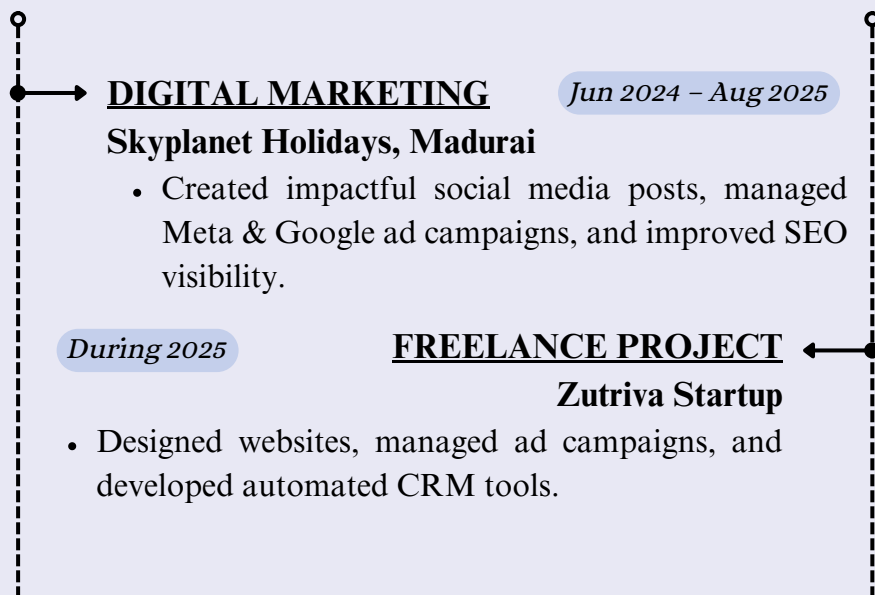 DIGITAL MARKETING
Jun 2024 – Aug 2025
Skyplanet Holidays, Madurai
• Created impactful social media posts, managed
Meta & Google ad campaigns, and improved SEO
visibility.
During 2025
FREELANCE PROJECT
Zutriva Startup
• Designed websites, managed ad campaigns, and
developed automated CRM tools.